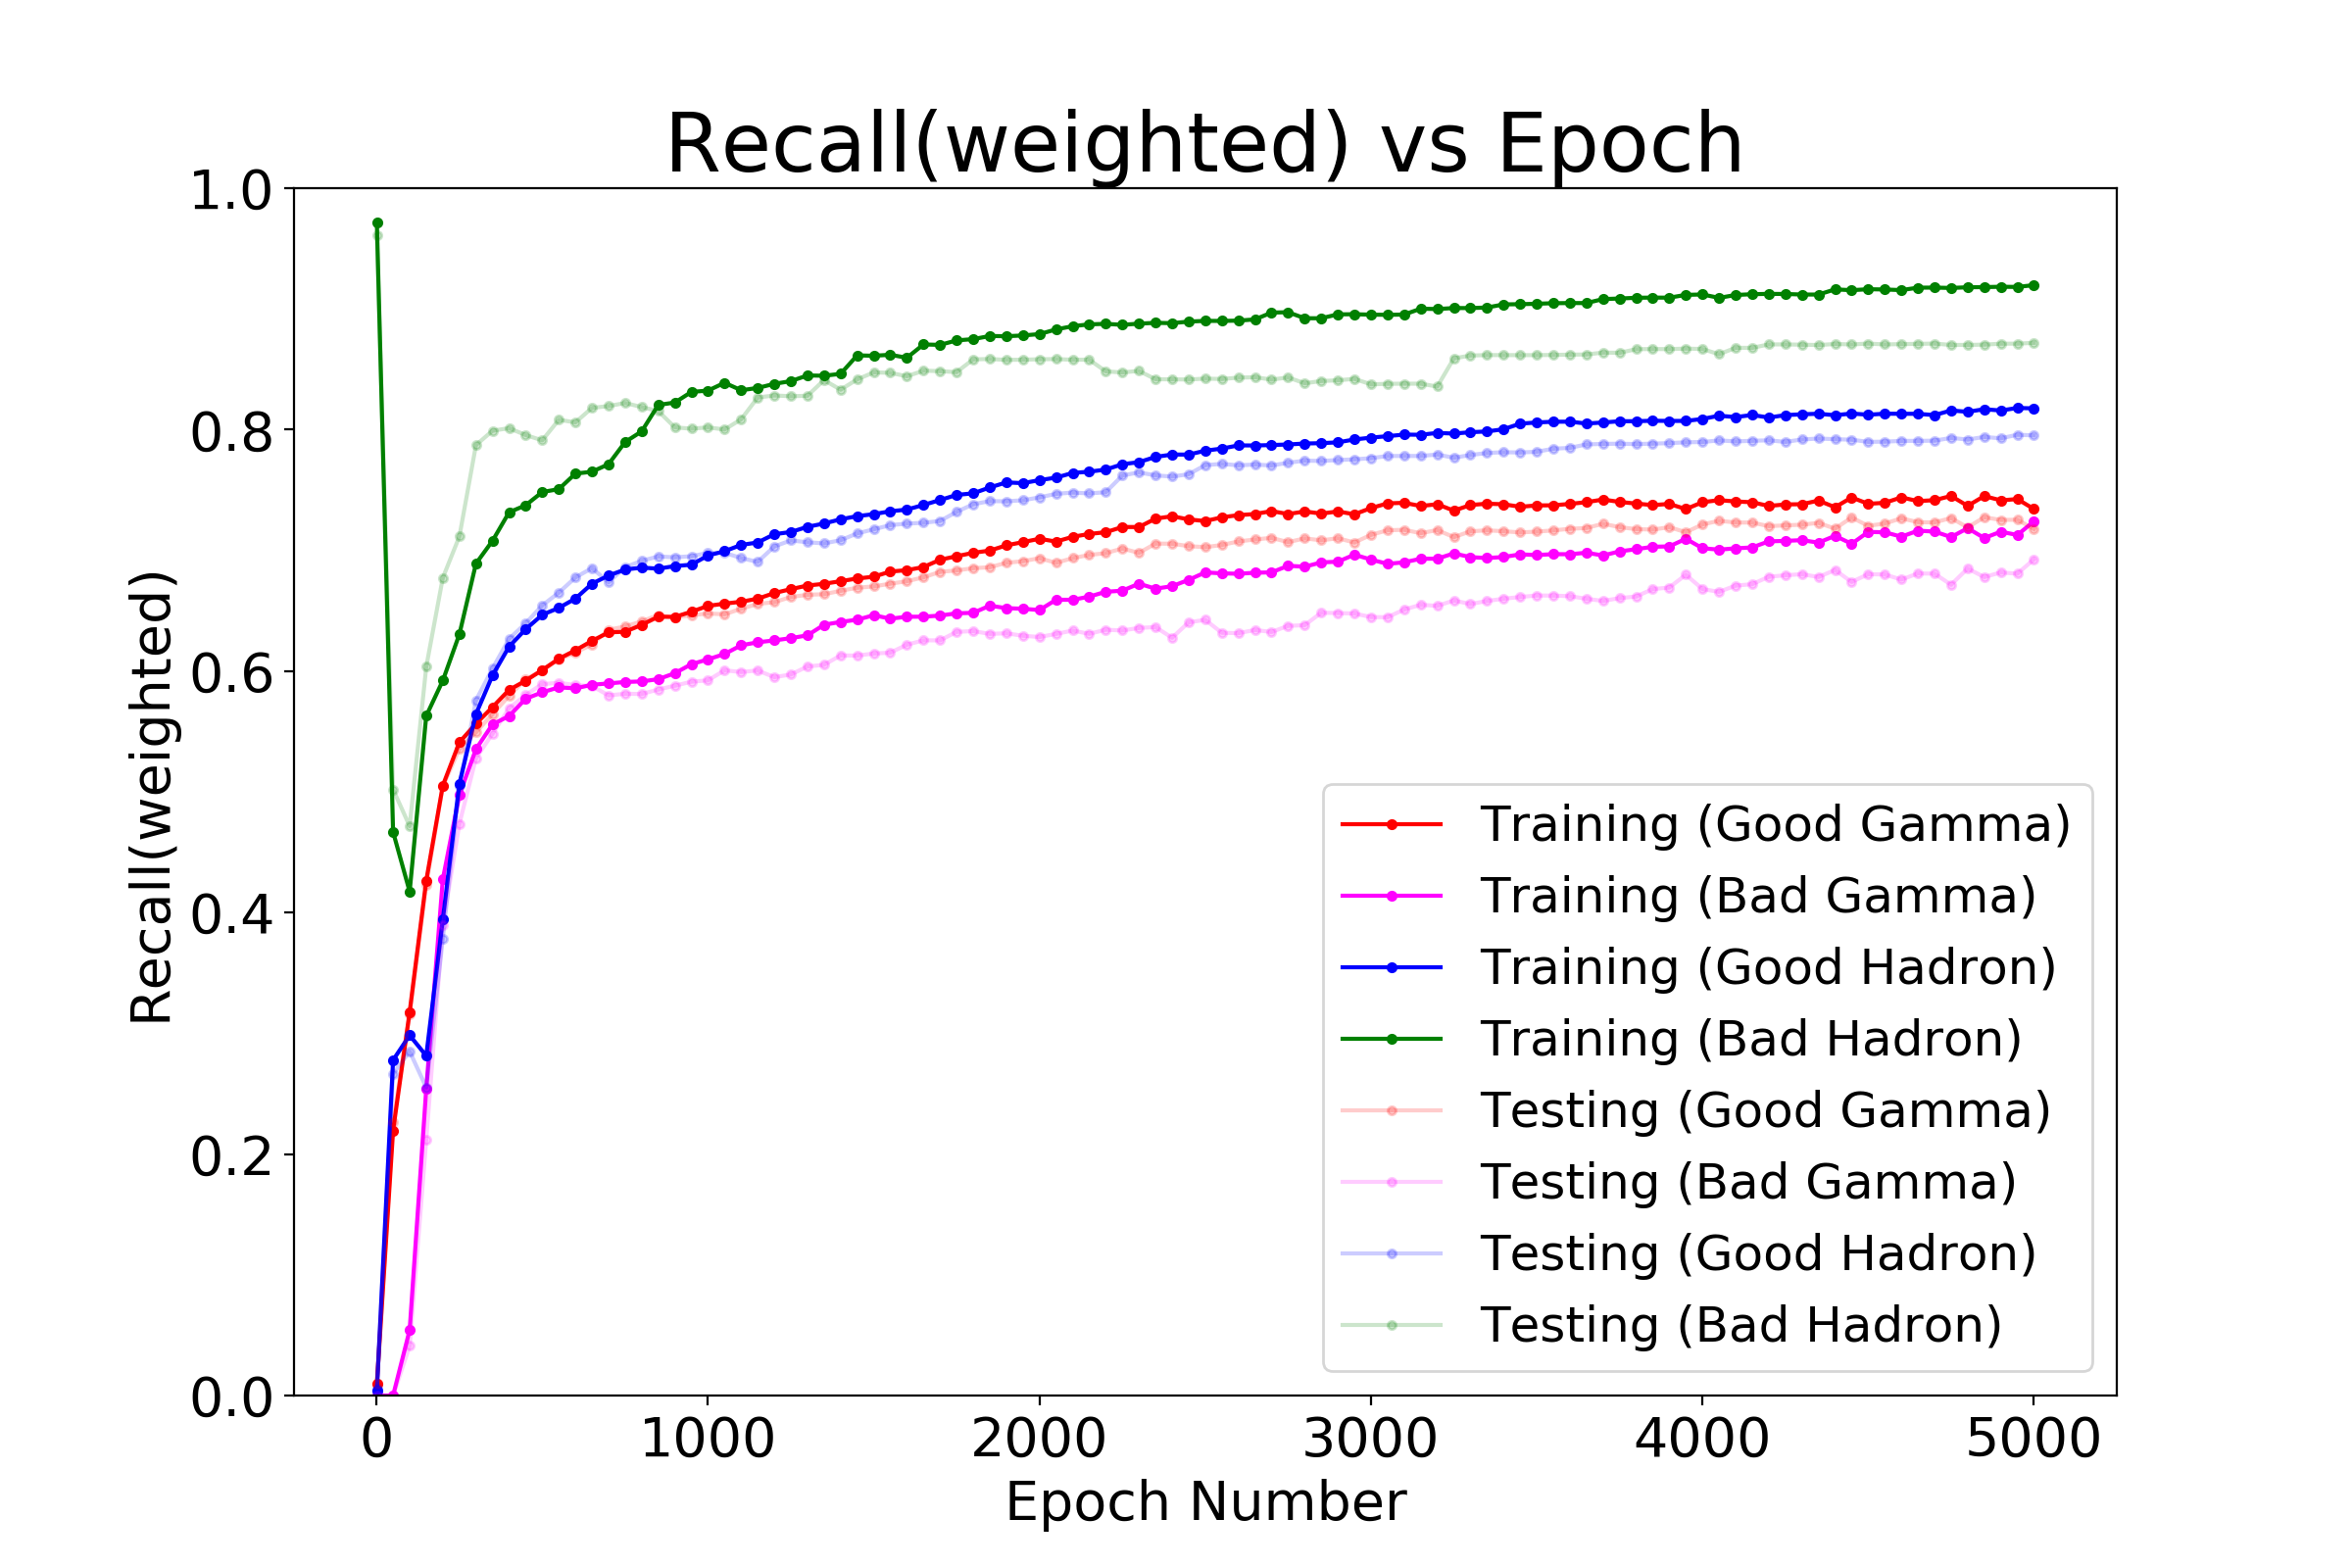 Recall(weighted) vs Epoch
1.0
0.8
0.6
0.4
0.2
0.0
Recall(weighted)
0 1000 2000 3000 4000 5000
Epoch Number
Training (Good Gamma)
Training (Bad Gamma)
Training (Good Hadron)
Training (Bad Hadron)
Testing (Good Gamma)
Testing (Bad Gamma)
Testing (Good Hadron)
Testing (Bad Hadron)